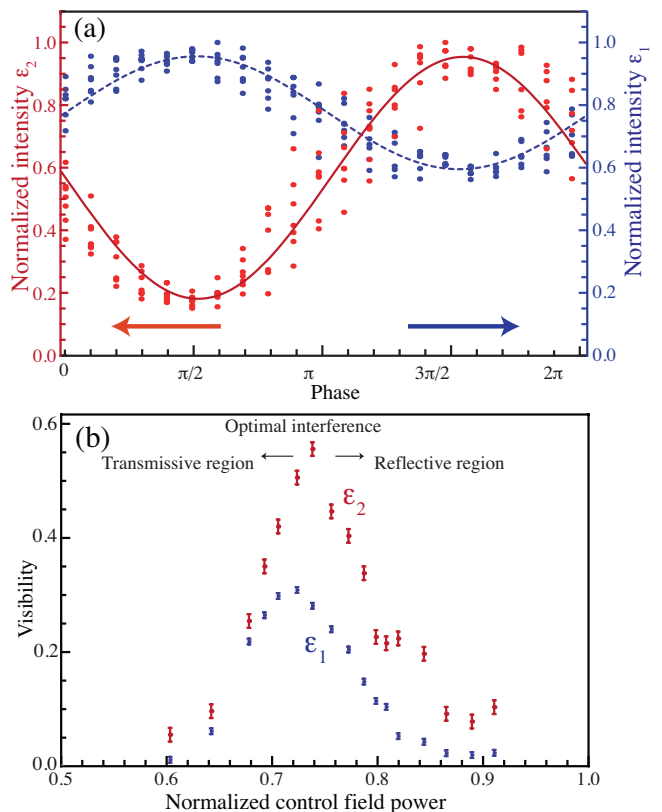 (a)
Normalized intensity ε2
Normalized intensity ε1
1.0
0.8
0.6
0.4
0.2
0.0
1.0
0.8
0.6
0.4
0.2
0.0
0 π/2 π 3π/2 2π
Phase
(b)
Optimal interference
Transmissive region ← → Reflective region
ε2
ε1
Visibility
0.6
0.4
0.2
0.0
0.5 0.6 0.7 0.8 0.9 1.0
Normalized control field power